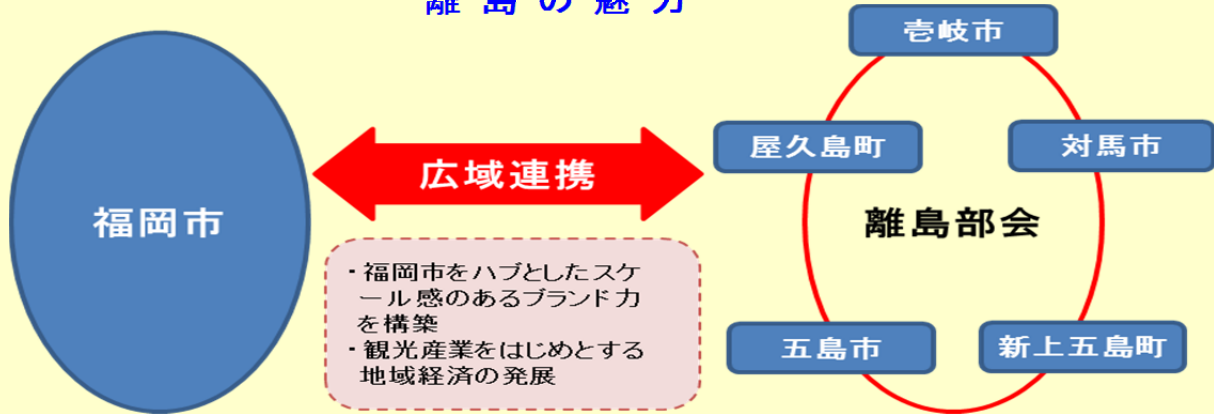 離島の魅力
壱岐市
屋久島町
対馬市
広域連携
福岡市
離島部会
・福岡市をハブとしたスケ
ール感のあるブランド力
を構築
・観光産業をはじめとする
地域経済の発展
五島市
新上五島町